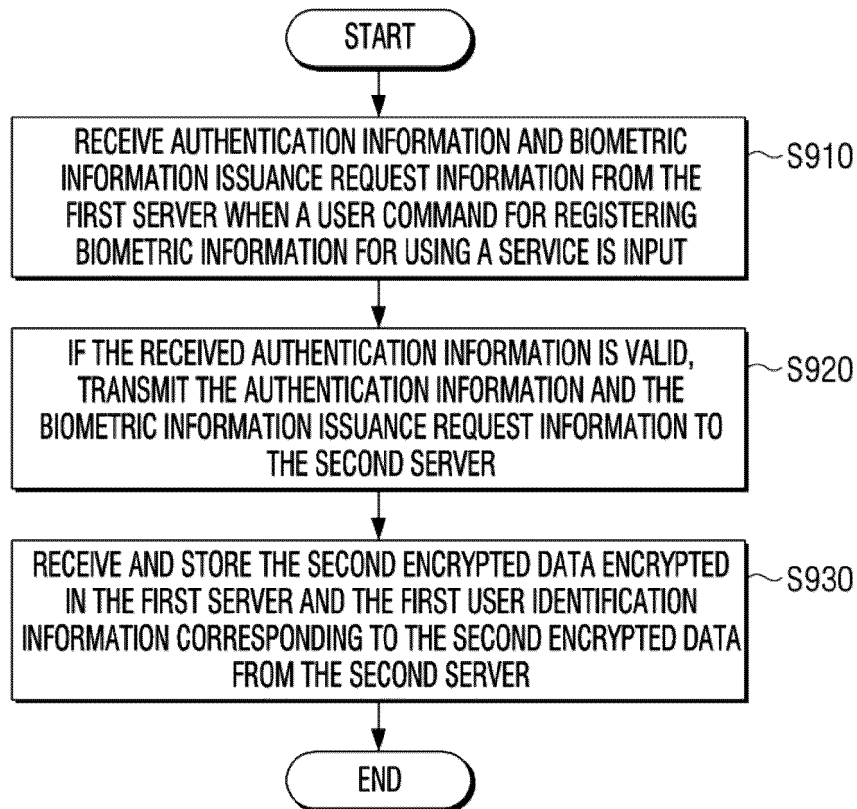 START
RECEIVE AUTHENTICATION INFORMATION AND BIOMETRIC
INFORMATION ISSUANCE REQUEST INFORMATION FROM THE
FIRST SERVER WHEN A USER COMMAND FOR REGISTERING
BIOMETRIC INFORMATION FOR USING A SERVICE IS INPUT
S910
IF THE RECEIVED AUTHENTICATION INFORMATION IS VALID,
TRANSMIT THE AUTHENTICATION INFORMATION AND THE
BIOMETRIC INFORMATION ISSUANCE REQUEST INFORMATION TO
THE SECOND SERVER
S920
RECEIVE AND STORE THE SECOND ENCRYPTED DATA ENCRYPTED
IN THE FIRST SERVER AND THE FIRST USER IDENTIFICATION
INFORMATION CORRESPONDING TO THE SECOND ENCRYPTED DATA
FROM THE SECOND SERVER
S930
END